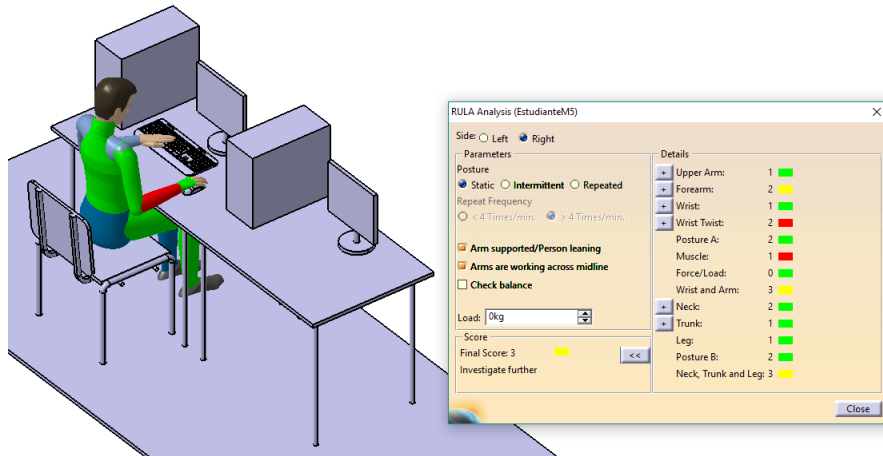 RULA Analysis (EstudianteM5)
Side: Left Right
Parameters
Posture
Static Intermittent Repeated
Repeat Frequency
< 4 Times/min. > 4 Times/min.
Arm supported/Person leaning
Arms are working across midline
Check balance
Load: 0kg
Score
Final Score: 3
<<
Investigate further
Details
+ Upper Arm: 1
+ Forearm: 2
+ Wrist: 1
+ Wrist Twist: 2
Posture A: 2
Muscle: 1
Force/Load: 0
Wrist and Arm: 3
+ Neck: 2
+ Trunk: 1
Leg: 1
Posture B: 2
Neck, Trunk and Leg: 3
Close